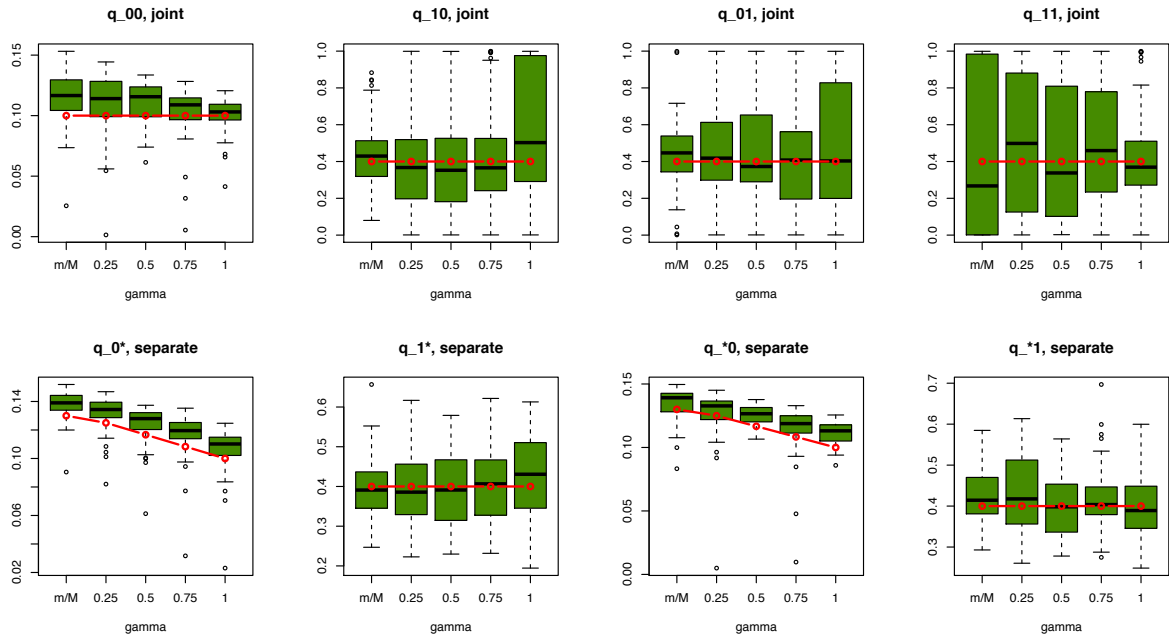 q_00, joint
0.00 0.05 0.10 0.15
m/M 0.25 0.5 0.75 1
gamma
q_10, joint
0.0 0.2 0.4 0.6 0.8 1.0
m/M 0.25 0.5 0.75 1
gamma
q_01, joint
0.0 0.2 0.4 0.6 0.8 1.0
m/M 0.25 0.5 0.75 1
gamma
q_11, joint
0.0 0.2 0.4 0.6 0.8 1.0
m/M 0.25 0.5 0.75 1
gamma
q_0*, separate
0.02 0.06 0.10 0.14
m/M 0.25 0.5 0.75 1
gamma
q_1*, separate
0.2 0.3 0.4 0.5 0.6
m/M 0.25 0.5 0.75 1
gamma
q_*0, separate
0.00 0.05 0.10 0.15
m/M 0.25 0.5 0.75 1
gamma
q_*1, separate
0.3 0.4 0.5 0.6 0.7
m/M 0.25 0.5 0.75 1
gamma